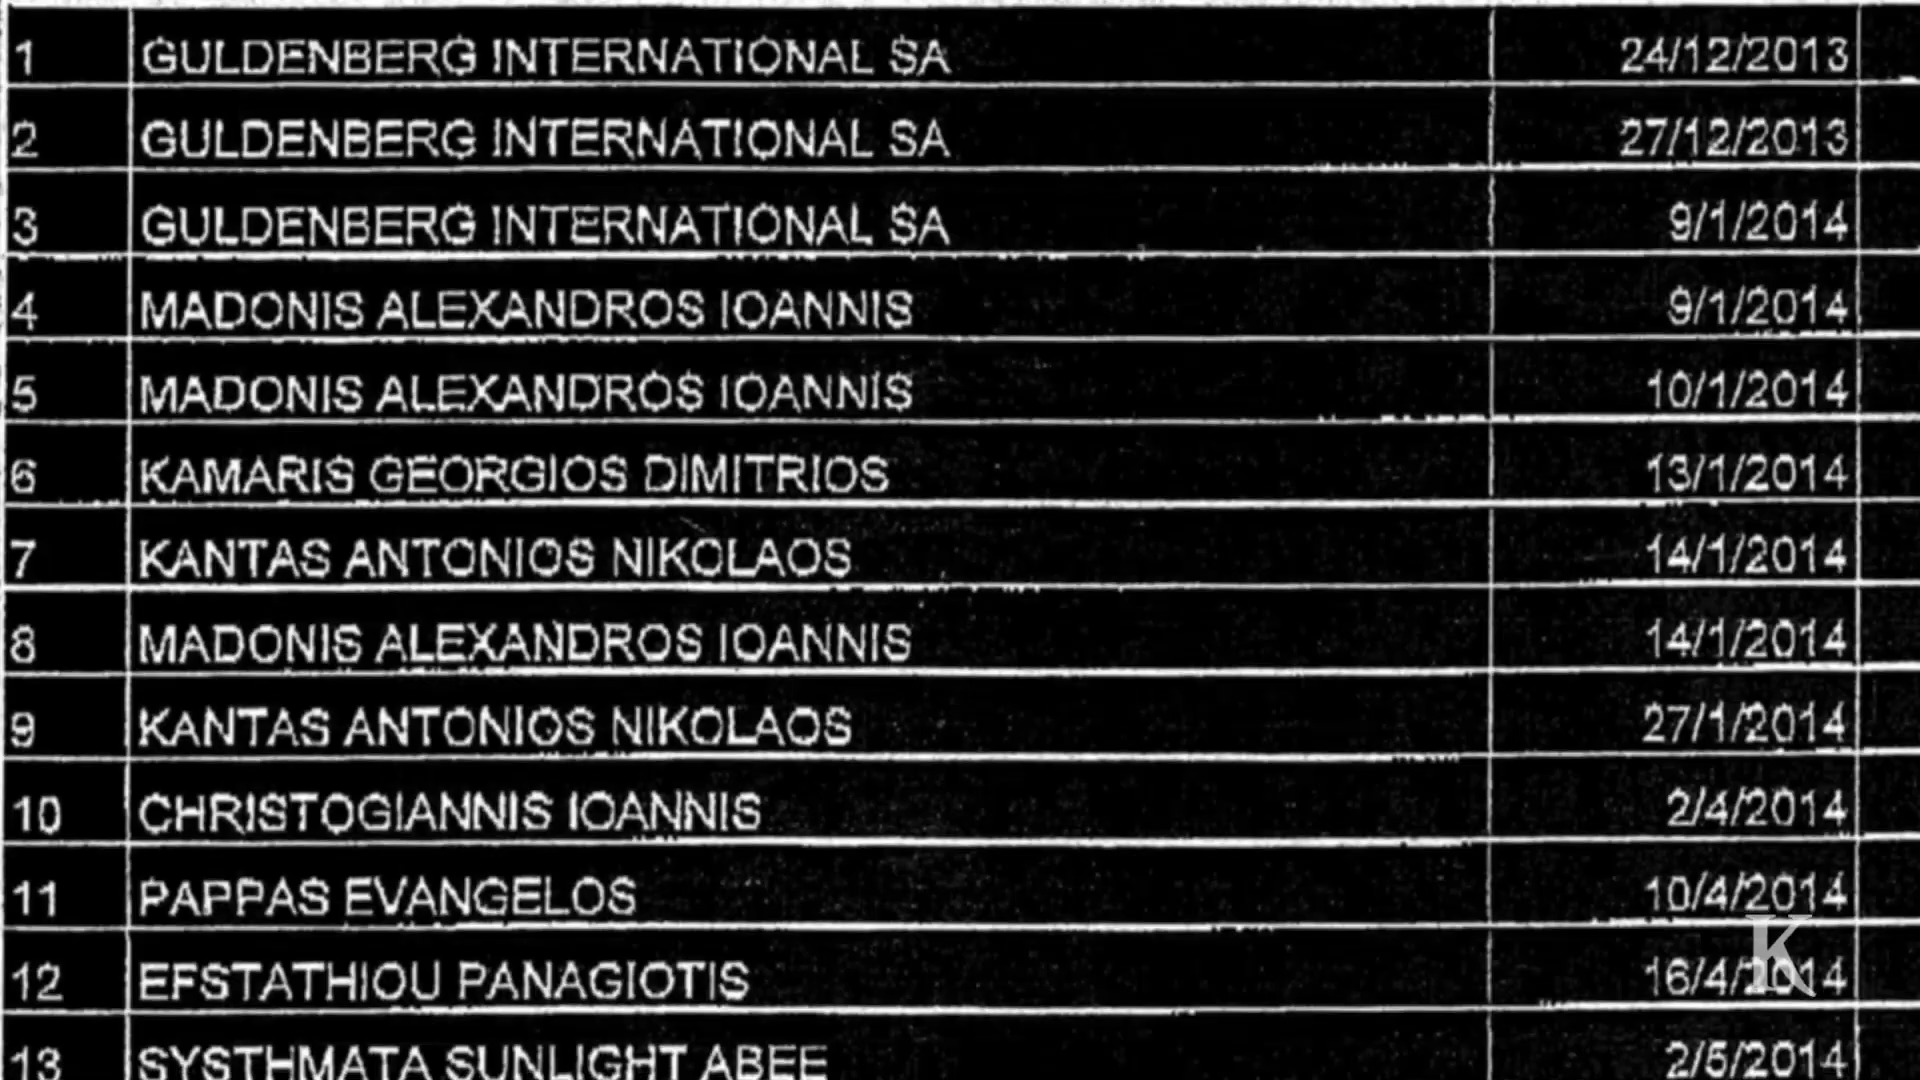 1 GULDENBERG INTERNATIONAL SA 24/12/2013
2 GULDENBERG INTERNATIONAL SA 27/12/2013
3 GULDENBERG INTERNATIONAL SA 9/1/2014
4 MADONIS ALEXANDROS IOANNIS 9/1/2014
5 MADONIS ALEXANDROS IOANNIS 10/1/2014
6 KAMARIS GEORGIOS DIMITRIOS 13/1/2014
7 KANTAS ANTONIOS NIKOLAOS 14/1/2014
8 MADONIS ALEXANDROS IOANNIS 14/1/2014
9 KANTAS ANTONIOS NIKOLAOS 27/1/2014
10 CHRISTOGIANNIS IOANNIS 2/4/2014
11 PAPPAS EVANGELOS 10/4/2014
K
12 EFSTATHIOU PANAGIOTIS 16/4/2014
13 SYSTHMATA SUNLIGHT ABEE 2/5/2014